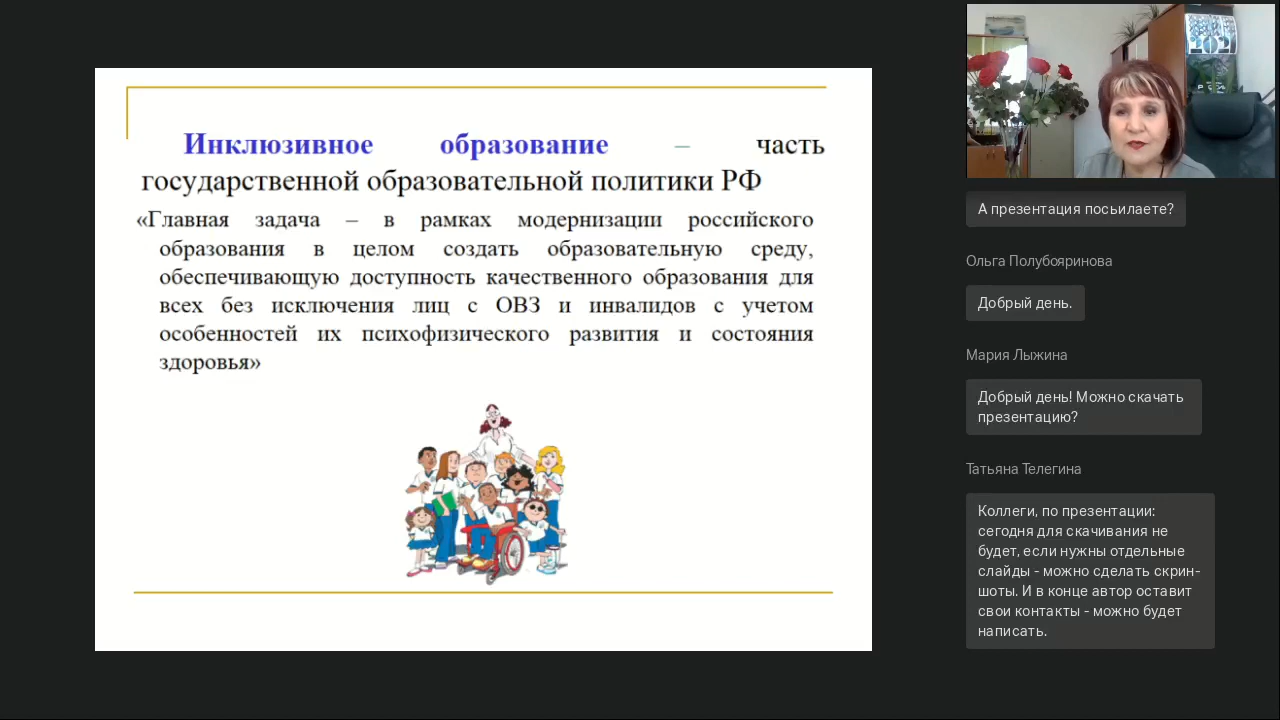 Инклюзивное образование – часть
государственной образовательной политики РФ
«Главная задача – в рамках модернизации российского
образования в целом создать образовательную среду,
обеспечивающую доступность качественного образования для
всех без исключения лиц с ОВЗ и инвалидов с учетом
особенностей их психофизического развития и состояния
здоровья»
А презентация посьилаете?
Ольга Полубояринова
Добрый день.
Мария Лыжина
Добрый день! Можно скачать
презентацию?
Татьяна Телегина
Коллеги, по презентации:
сегодня для скачивания не
будет, если нужны отдельные
слайды - можно сделать скрин-
шоты. И в конце автор оставит
свои контакты - можно будет
написать.